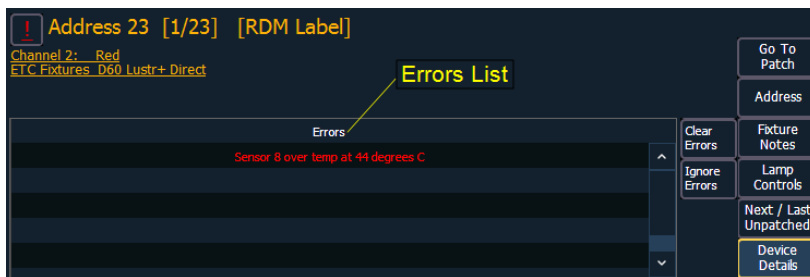 ! Address 23 [1/23] [RDM Label]
Channel 2: Red
ETC Fixtures D60 Lustr+ Direct
Errors List
Errors
Sensor 8 over temp at 44 degrees C
Clear
Errors
Ignore
Errors
Go To
Patch
Address
Fixture
Notes
Lamp
Controls
Next / Last
Unpatched
Device
Details